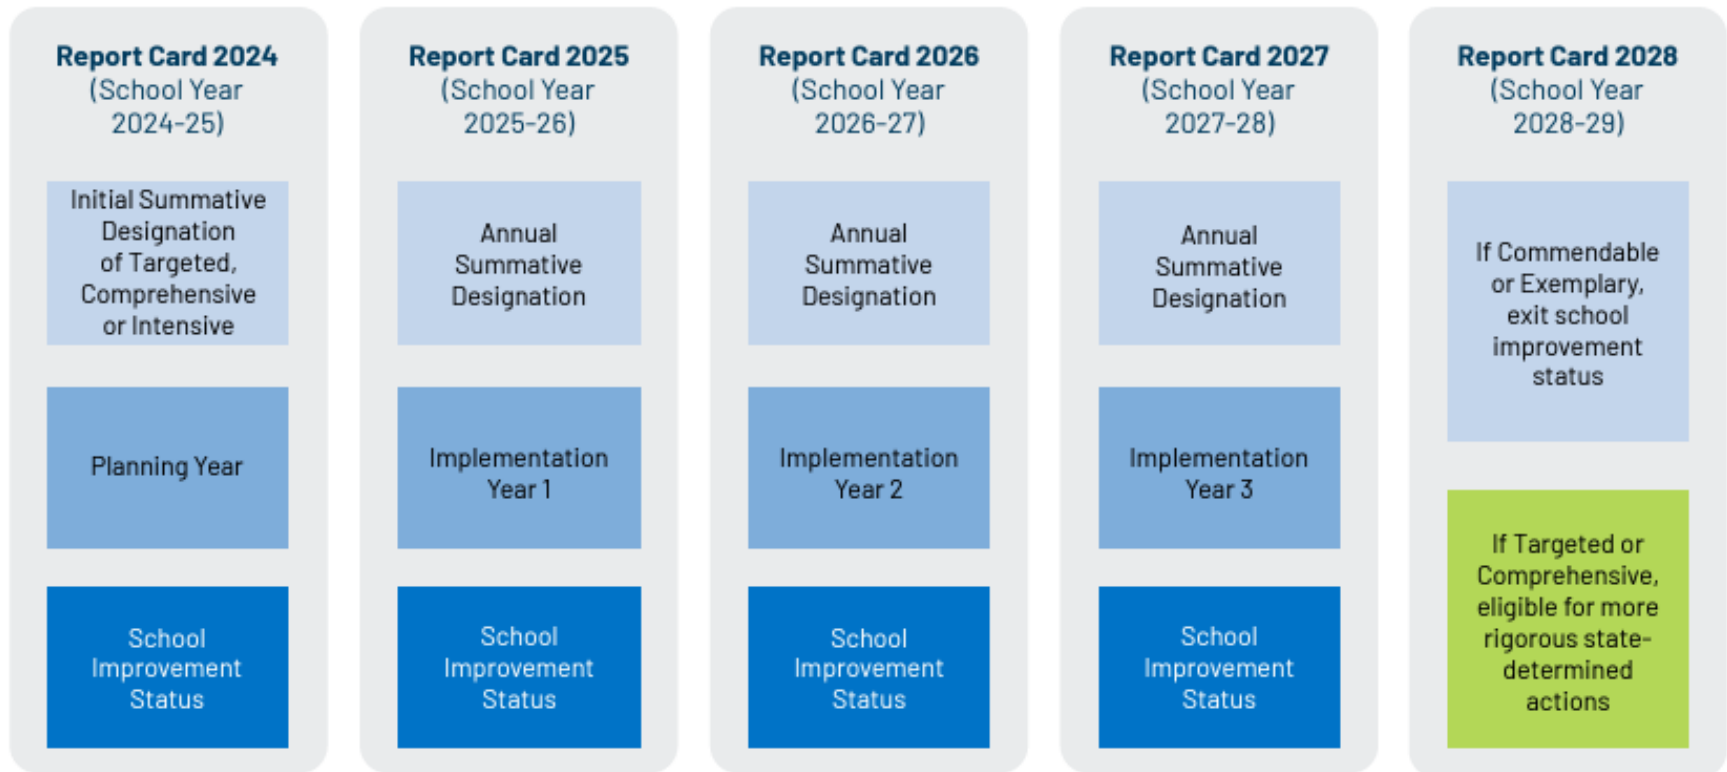 Report Card 2024
(School Year
2024-25)
Initial Summative
Designation
of Targeted,
Comprehensive
or Intensive
Planning Year
School
Improvement
Status
Report Card 2025
(School Year
2025-26)
Annual
Summative
Designation
Implementation
Year 1
School
Improvement
Status
Report Card 2026
(School Year
2026-27)
Annual
Summative
Designation
Implementation
Year 2
School
Improvement
Status
Report Card 2027
(School Year
2027-28)
Annual
Summative
Designation
Implementation
Year 3
School
Improvement
Status
Report Card 2028
(School Year
2028-29)
If Commendable
or Exemplary,
exit school
improvement
status
If Targeted or
Comprehensive,
eligible for more
rigorous state-
determined
actions